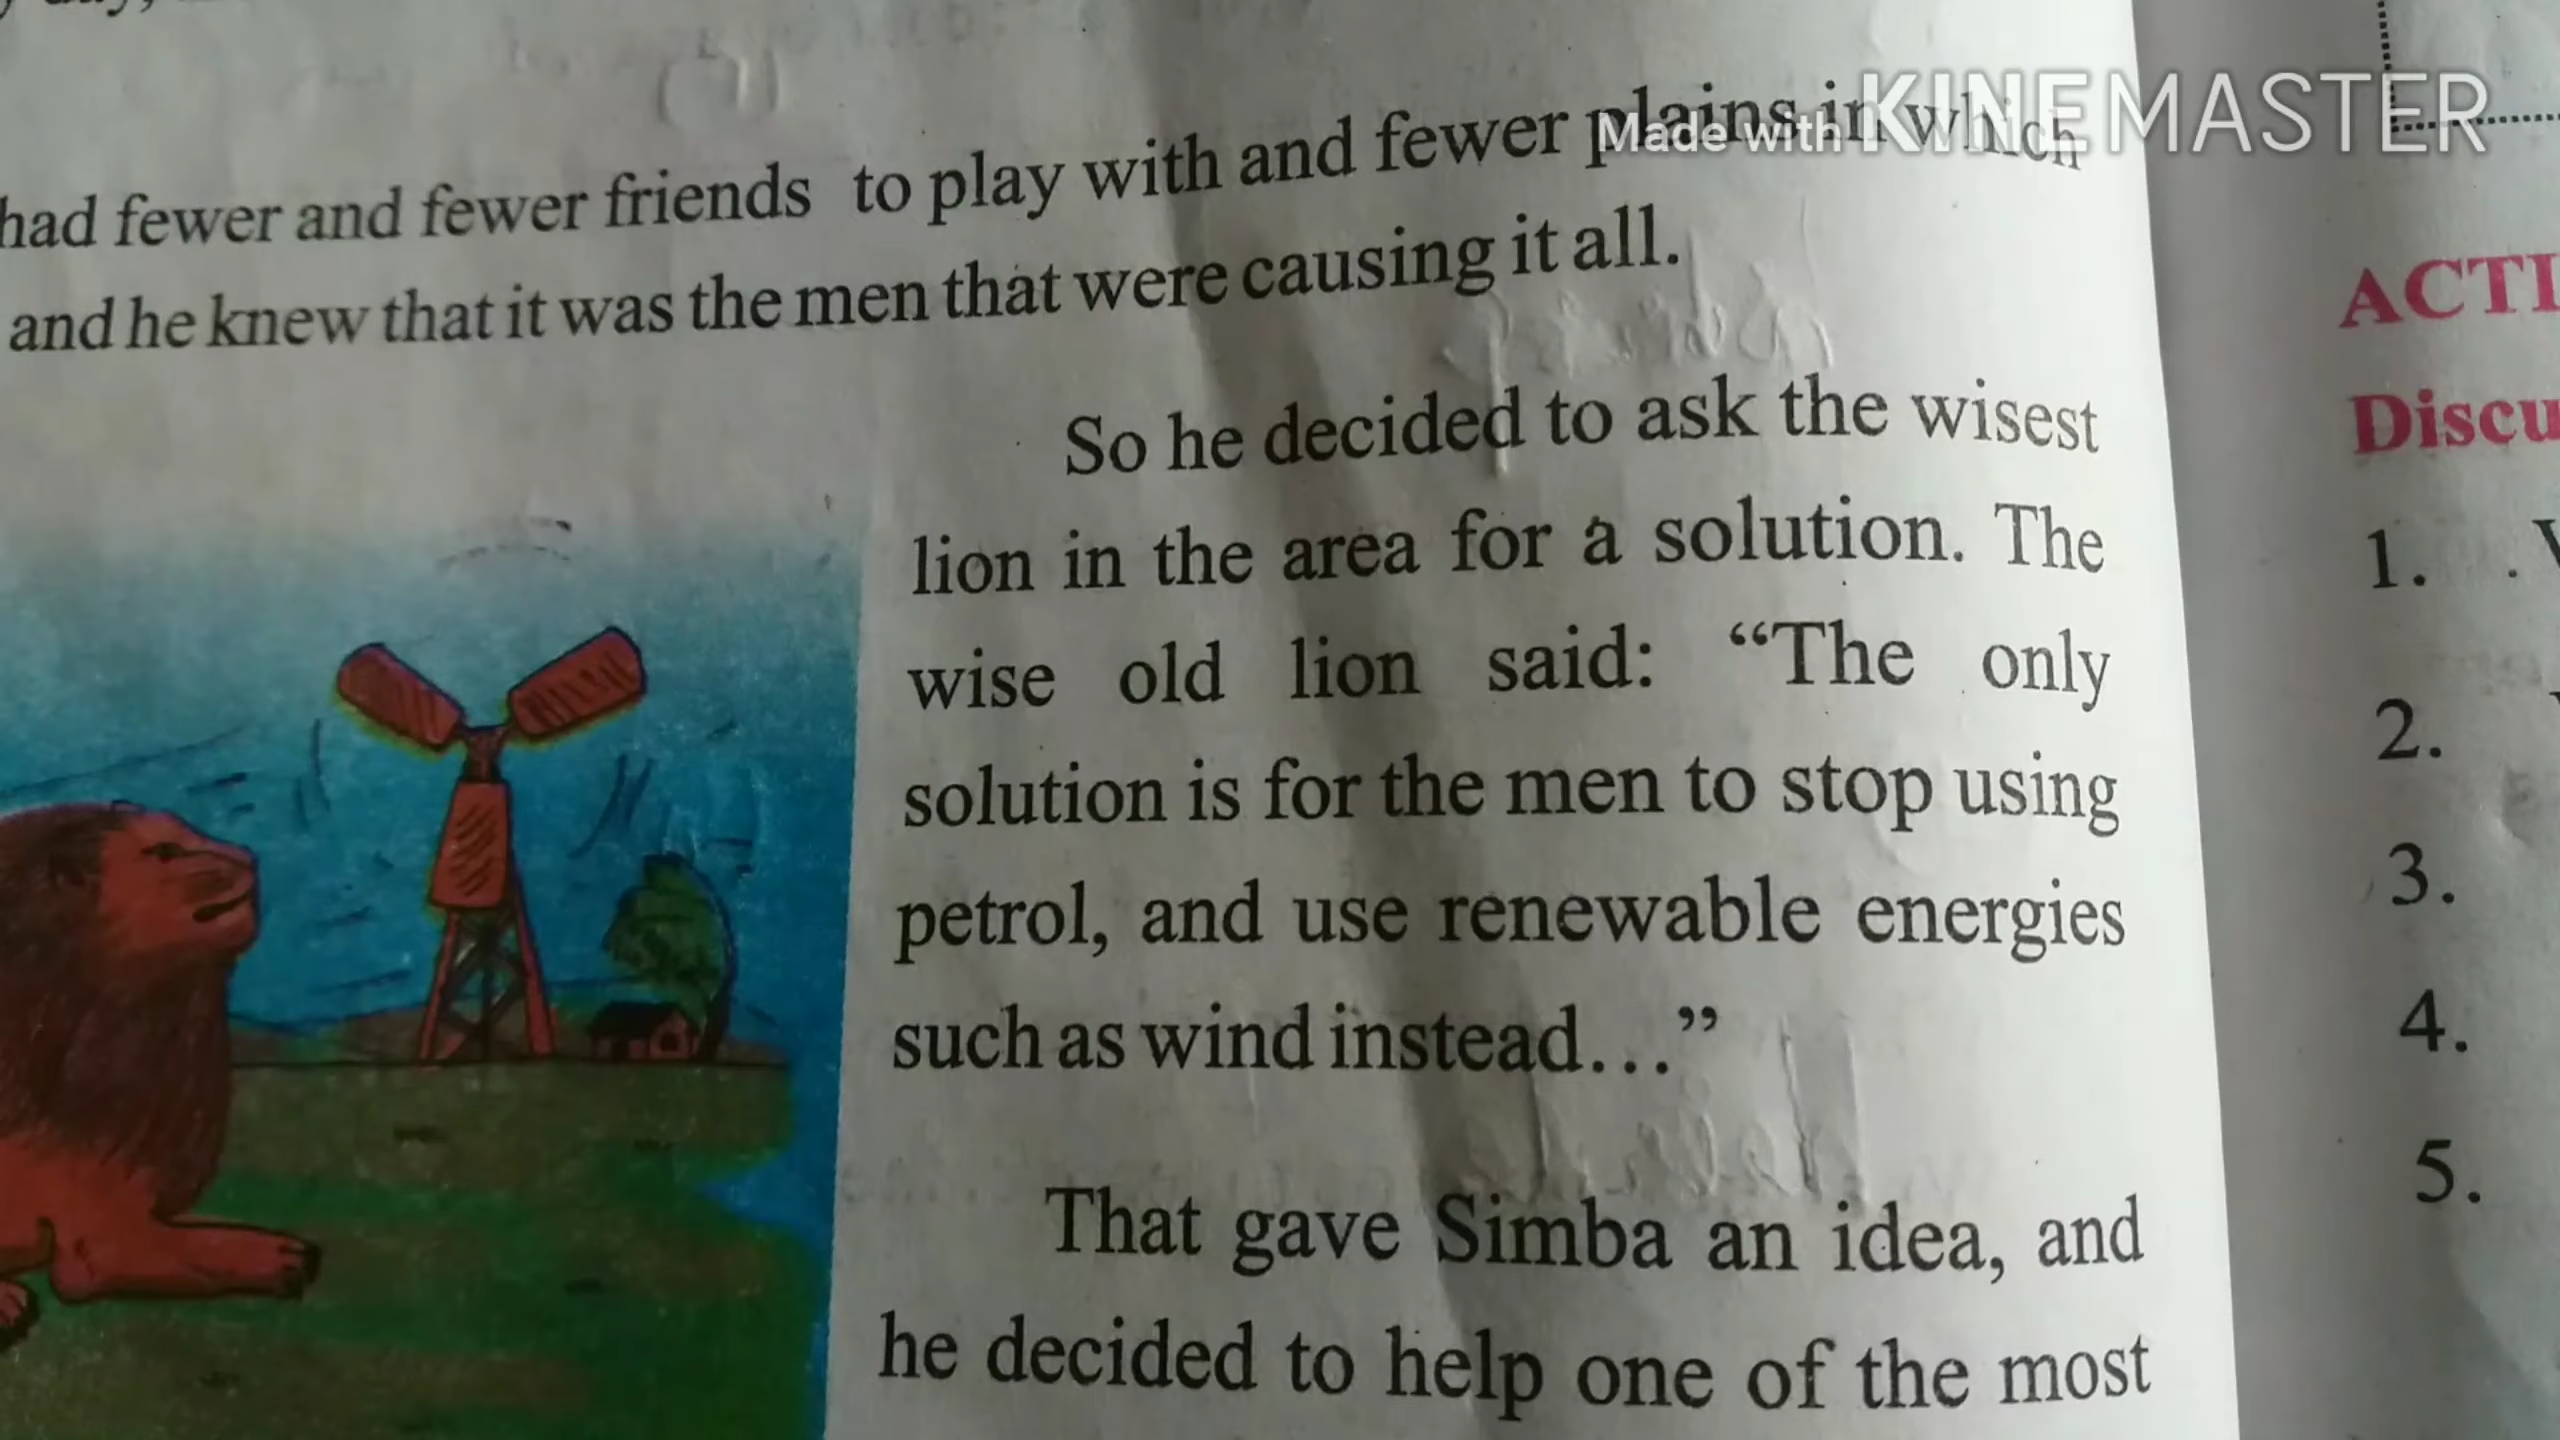 had fewer and fewer friends to play with and fewer plains in which
and he knew that it was the men that were causing it all.
So he decided to ask the wisest
lion in the area for a solution. The
wise old lion said: “The only
solution is for the men to stop using
petrol, and use renewable energies
such as wind instead...”
That gave Simba an idea, and
he decided to help one of the most
Made with KINEMASTER
ACTI
Discu
1.
2.
3.
4.
5.